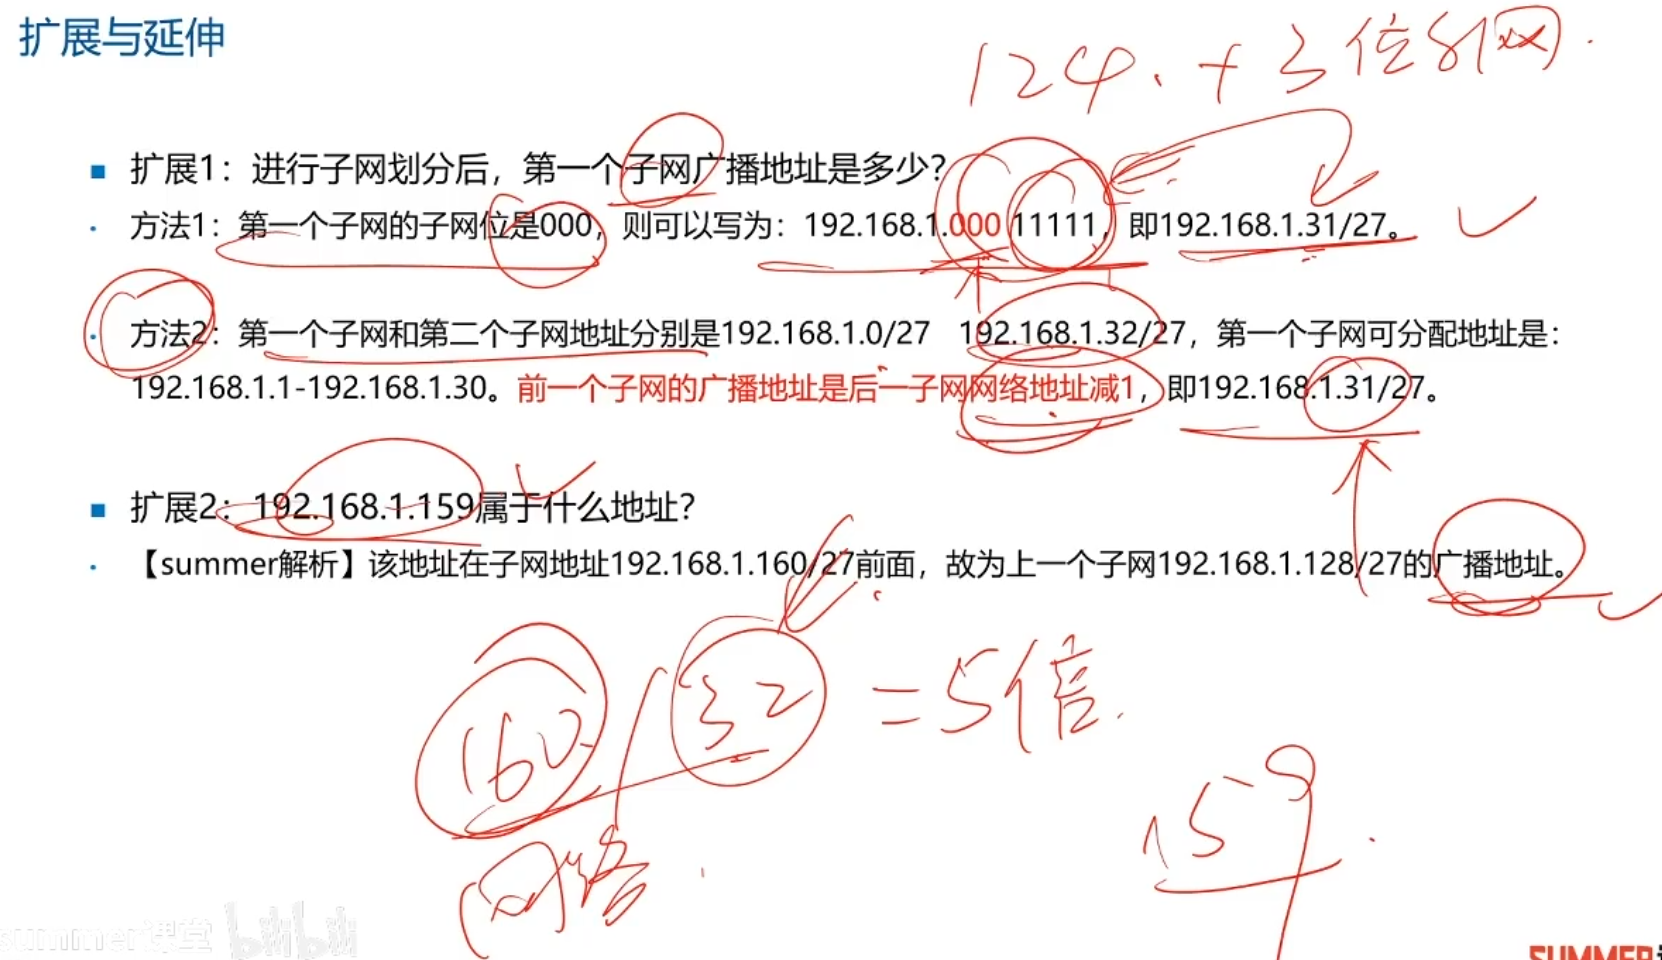 扩展与延伸
124. + 3位子网.
扩展1：进行子网划分后，第一个子网广播地址是多少？
方法1：第一个子网的子网位是000，则可以写为：192.168.1.000 11111，即192.168.1.31/27。
方法2：第一个子网和第二个子网地址分别是192.168.1.0/27 192.168.1.32/27，第一个子网可分配地址是：
192.168.1.1-192.168.1.30。前一个子网的广播地址是后一子网网络地址减1，即192.168.1.31/27。
扩展2：192.168.1.159属于什么地址？
【summer解析】该地址在子网地址192.168.1.160/27前面，故为上一个子网192.168.1.128/27的广播地址。
160/32=5倍.
159
网络
summer课堂 bilibili
SUMMER